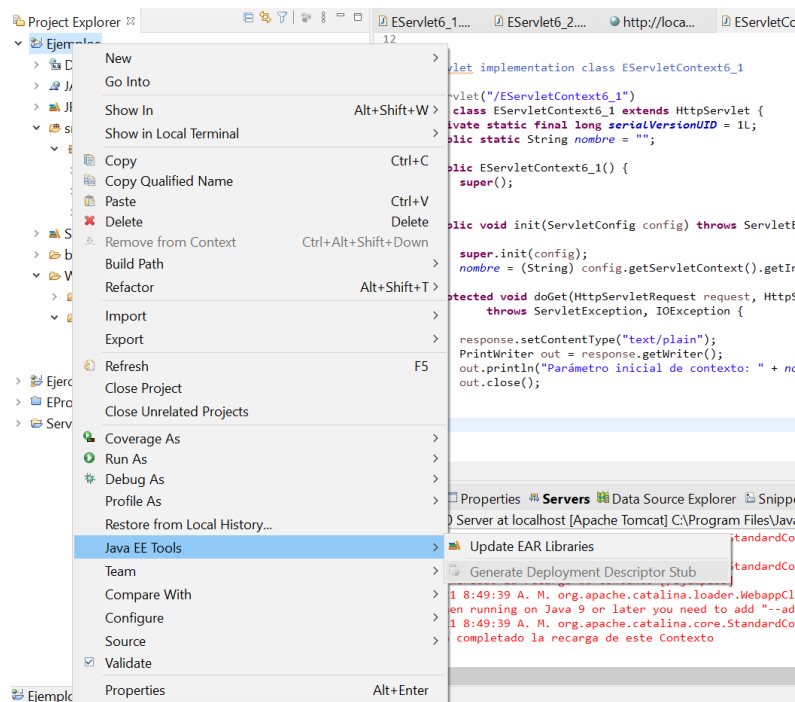 Project Explorer
EServlet6_1....
EServlet6_2....
http://loca...
EServletCo
Ejemplos
12
New
Go Into
Show In Alt+Shift+W
Show in Local Terminal
Copy Ctrl+C
Copy Qualified Name
Paste Ctrl+V
Delete Delete
Remove from Context Ctrl+Alt+Shift+Down
Build Path
Refactor Alt+Shift+T
Import
Export
Refresh F5
Close Project
Close Unrelated Projects
Coverage As
Run As
Debug As
Profile As
Restore from Local History...
Java EE Tools
Team
Compare With
Configure
Source
Validate
Properties Alt+Enter
Update EAR Libraries
Generate Deployment Descriptor Stub
vlet implementation class EServletContext6_1
rvlet("/EServletContext6_1")
class EServletContext6_1 extends HttpServlet {
ivate static final long serialVersionUID = 1L;
blic static String nombre = "";
blic EServletContext6_1() {
super();
blic void init(ServletConfig config) throws ServletE
super.init(config);
nombre = (String) config.getServletContext().getIn
otected void doGet(HttpServletRequest request, HttpS
throws ServletException, IOException {
response.setContentType("text/plain");
PrintWriter out = response.getWriter();
out.println("Parámetro inicial de contexto: " + no
out.close();
Ejerc
EPro
Serv
Properties Servers Data Source Explorer Snippe
Server at localhost [Apache Tomcat] C:\Program Files\Java
tandardCo
tandardCo
1 8:49:39 A. M. org.apache.catalina.loader.WebappCl
en running on Java 9 or later you need to add "--ad
1 8:49:39 A. M. org.apache.catalina.core.StandardCo
completado la recarga de este Contexto
Ejemplo